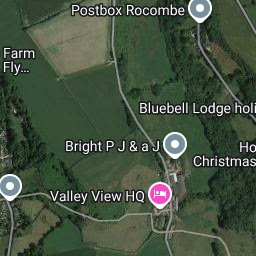 Postbox Rocombe
Farm
Fly...
Bluebell Lodge holi
Bright P J & a J
Ho
Christmas
Valley View HQ